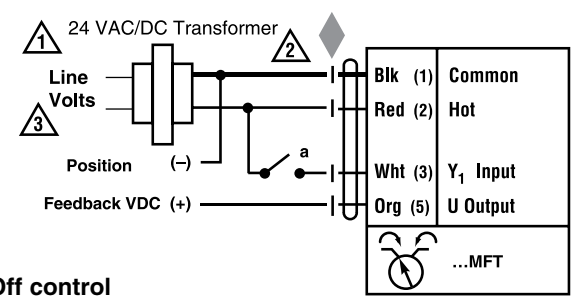 24 VAC/DC Transformer
1
2
Line
Volts
3
Blk (1) Common
Red (2) Hot
a
Position (–)
Wht (3) Y1 Input
Feedback VDC (+)
Org (5) U Output
...MFT
Off control